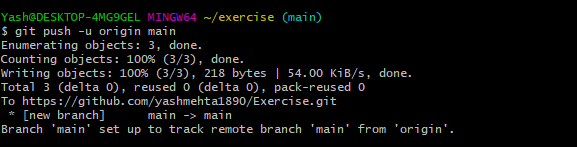 Yash@DESKTOP-4MG9GEL MINGW64 ~/exercise (main)
$ git push -u origin main
Enumerating objects: 3, done.
Counting objects: 100% (3/3), done.
Writing objects: 100% (3/3), 218 bytes | 54.00 KiB/s, done.
Total 3 (delta 0), reused 0 (delta 0), pack-reused 0
To https://github.com/yashmehta1890/Exercise.git
 * [new branch]      main -> main
Branch 'main' set up to track remote branch 'main' from 'origin'.